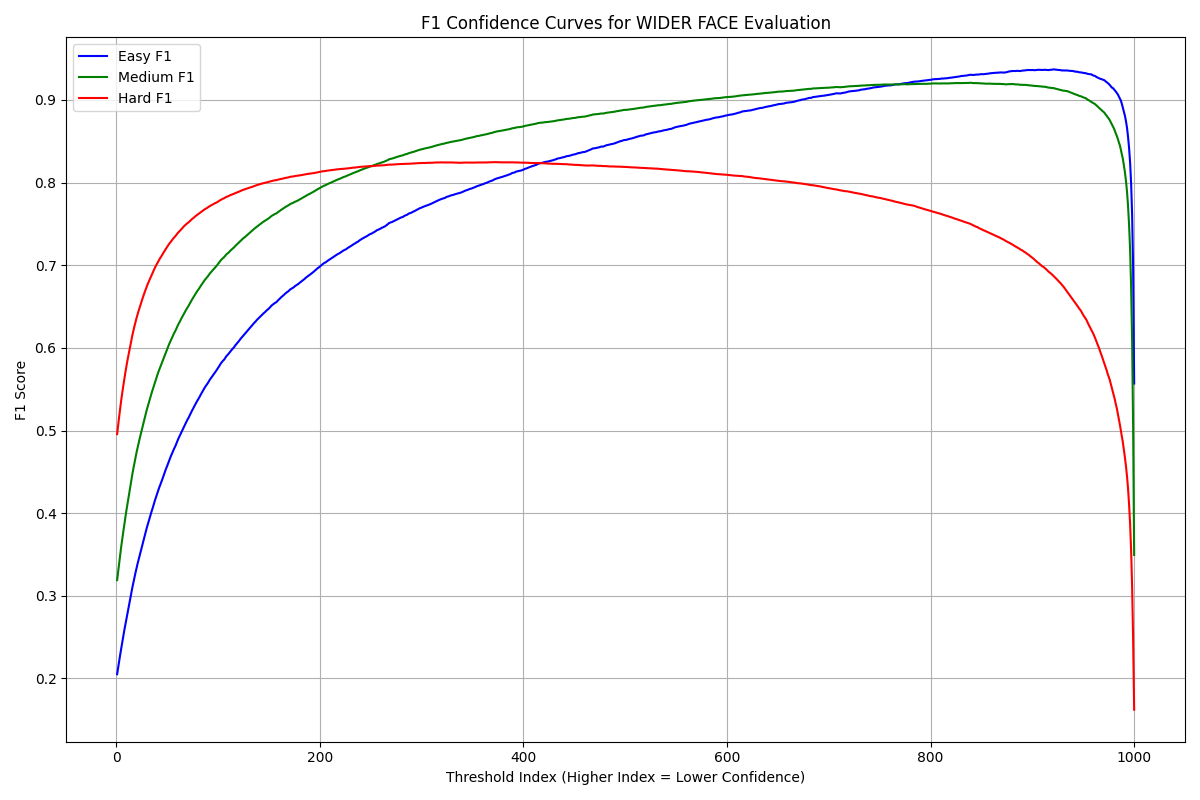 F1 Confidence Curves for WIDER FACE Evaluation
Easy F1
Medium F1
Hard F1
F1 Score
0.9
0.8
0.7
0.6
0.5
0.4
0.3
0.2
0
200
400
600
800
1000
Threshold Index (Higher Index = Lower Confidence)